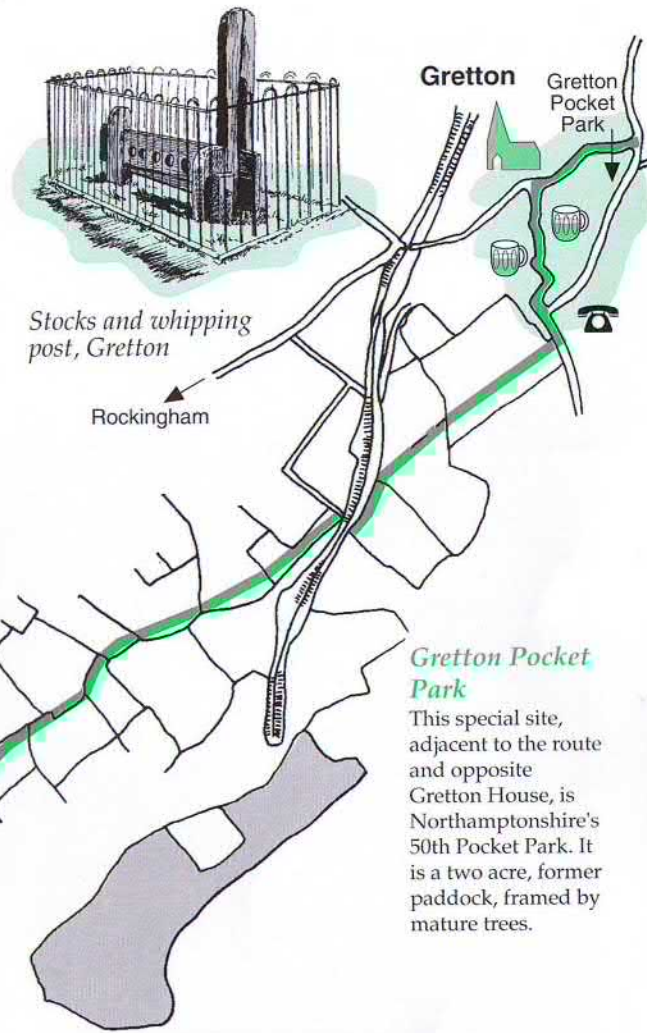 Gretton
Gretton
Pocket
Park
Stocks and whipping
post, Gretton
Rockingham
Gretton Pocket
Park
This special site,
adjacent to the route
and opposite
Gretton House, is
Northamptonshire's
50th Pocket Park. It
is a two acre, former
paddock, framed by
mature trees.